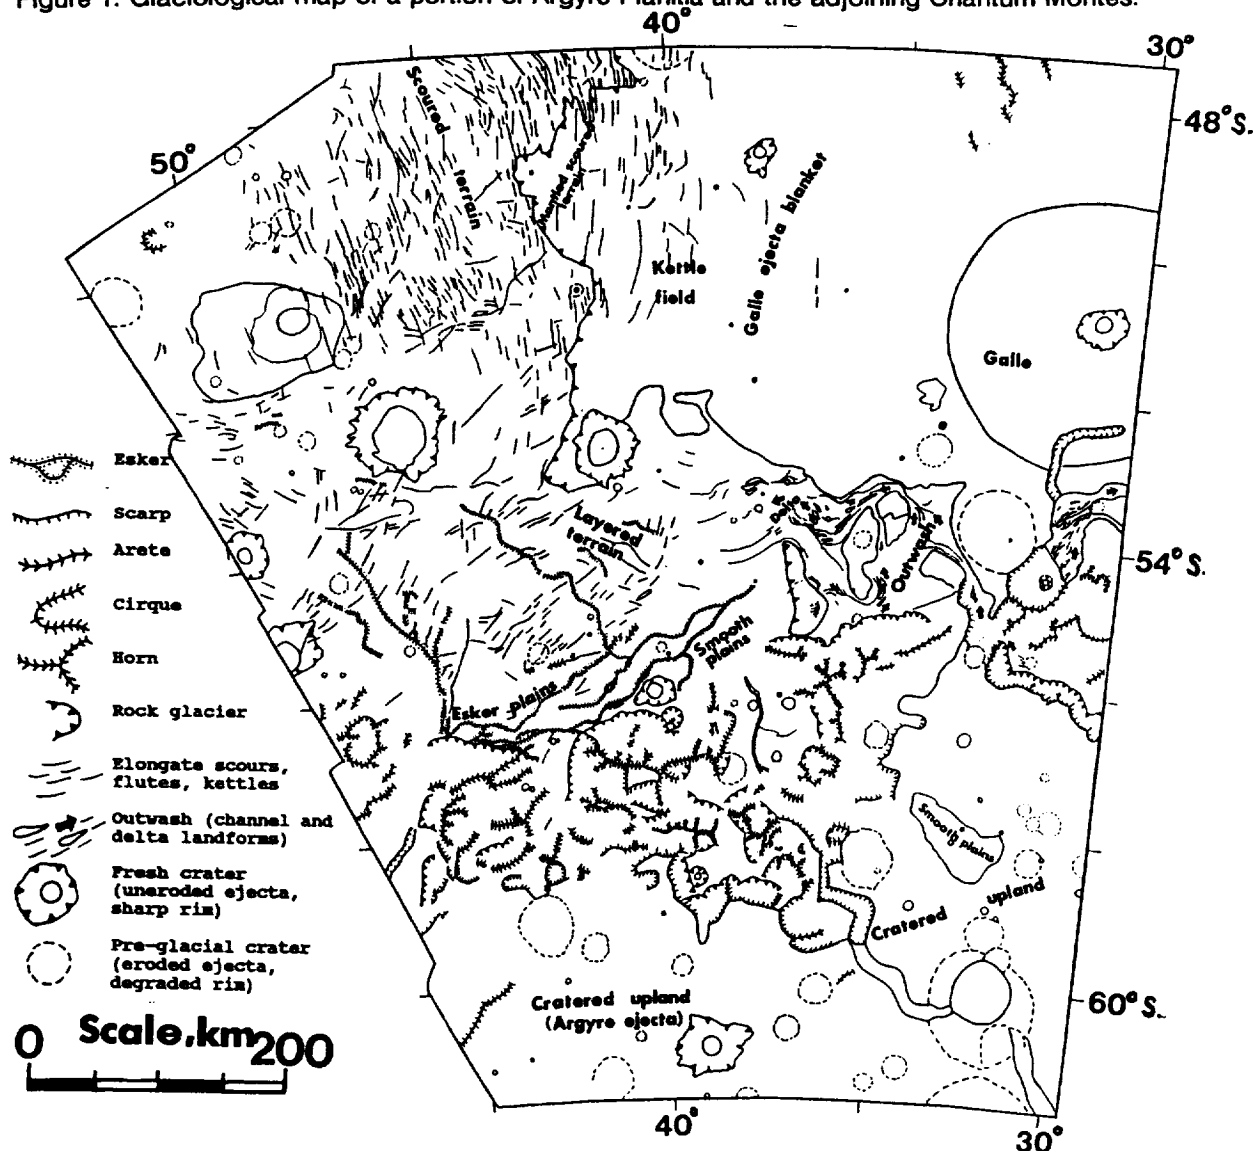 Figure 1. Glaciological map of a portion of Argyre Planitia and the adjoining Charitum Montes.
40°
30°
48°S.
50°
Scoured
terrain
Mantled scoured
terrain
Galle ejecta blanket
Kettle
field
Galle
Layered
terrain
Delta
Outwash
54°S.
Smooth
plains
Esker plains
Esker
Scarp
Arete
Cirque
Horn
Rock glacier
Elongate scours,
flutes, kettles
Outwash (channel and
delta landforms)
Fresh crater
(uneroded ejecta,
sharp rim)
Pre-glacial crater
(eroded ejecta,
degraded rim)
Smooth
plains
Cratered upland
Cratered upland
(Argyre ejecta)
60°S.
Scale, km
0 200
40°
30°